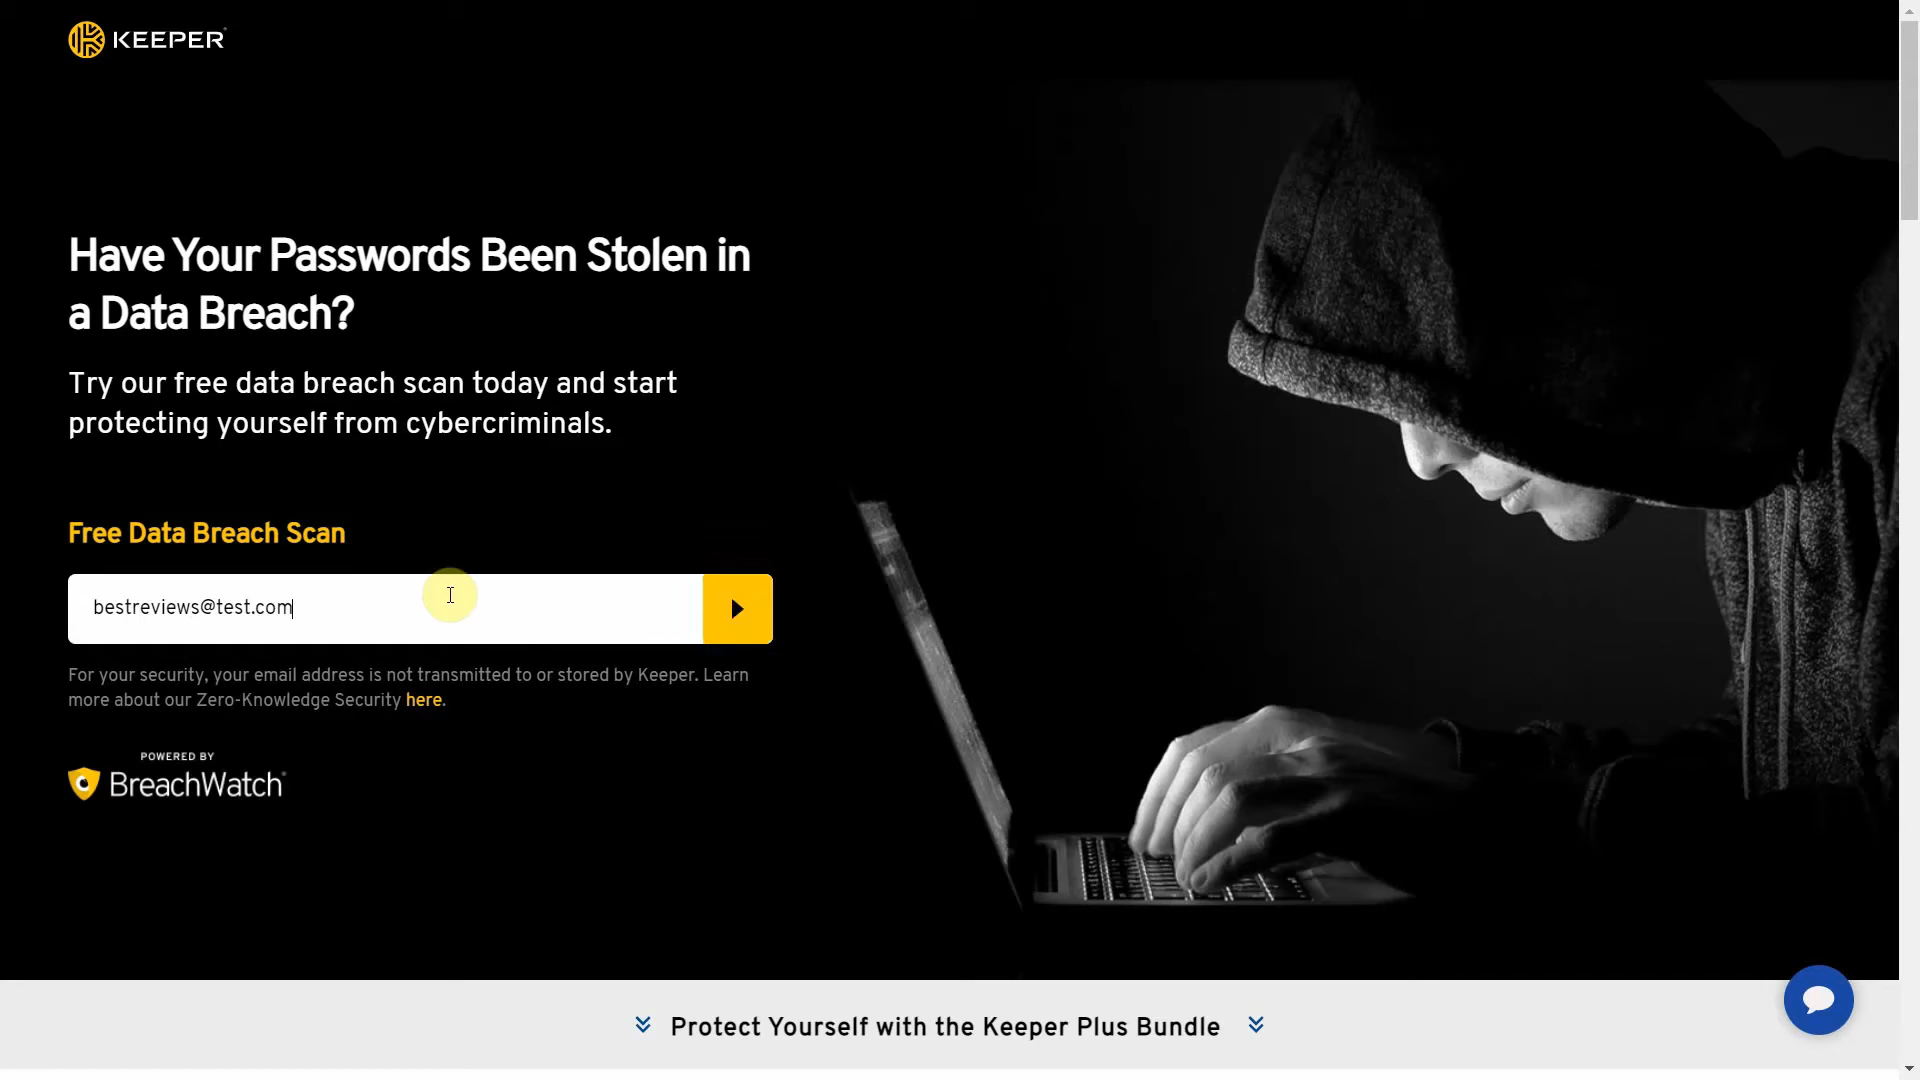 KEEPER
Have Your Passwords Been Stolen in
a Data Breach?
Try our free data breach scan today and start
protecting yourself from cybercriminals.
Free Data Breach Scan
bestreviews@test.com
For your security, your email address is not transmitted to or stored by Keeper. Learn
more about our Zero-Knowledge Security here.
POWERED BY
BreachWatch®
Protect Yourself with the Keeper Plus Bundle